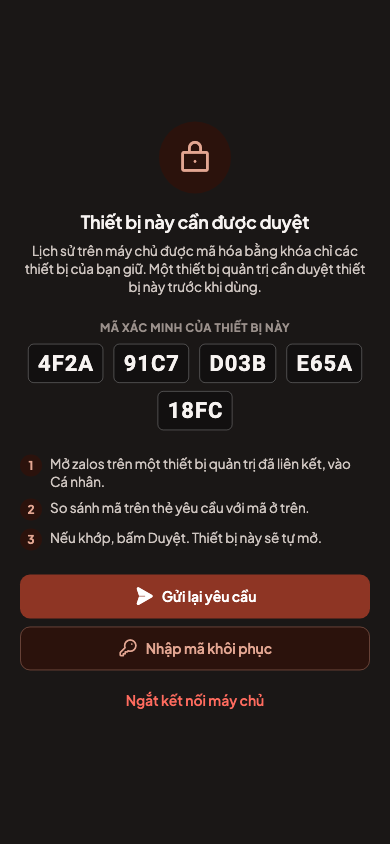 Thiết bị này cần được duyệt
Lịch sử trên máy chủ được mã hóa bằng khóa chỉ các
thiết bị của bạn giữ. Một thiết bị quản trị cần duyệt thiết
bị này trước khi dùng.
MÃ XÁC MINH CỦA THIẾT BỊ NÀY
4F2A 91C7 D03B E65A
18FC
1 Mở zalos trên một thiết bị quản trị đã liên kết, vào
Cá nhân.
2 So sánh mã trên thẻ yêu cầu với mã ở trên.
3 Nếu khớp, bấm Duyệt. Thiết bị này sẽ tự mở.
Gửi lại yêu cầu
Nhập mã khôi phục
Ngắt kết nối máy chủ